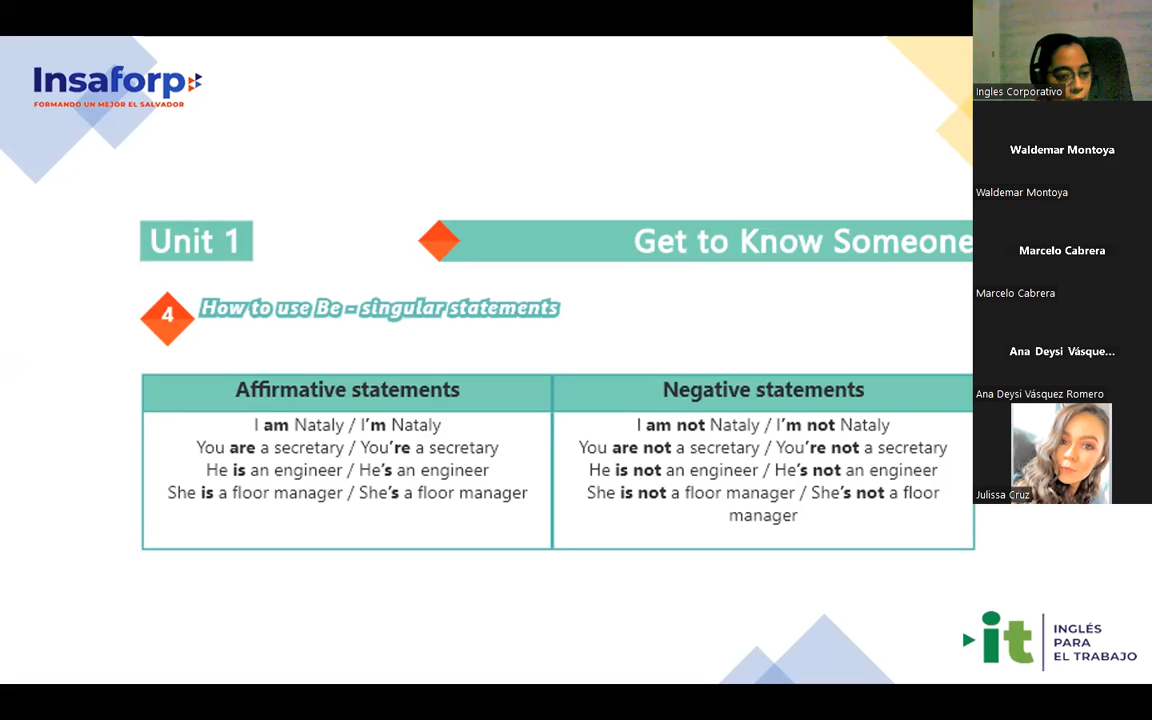 Insaforp
FORMANDO UN MEJOR EL SALVADOR
Unit 1
Get to Know Someone
4
How to use Be - singular statements
Affirmative statements
I am Nataly / I'm Nataly
You are a secretary / You're a secretary
He is an engineer / He's an engineer
She is a floor manager / She's a floor manager
Negative statements
I am not Nataly / I'm not Nataly
You are not a secretary / You're not a secretary
He is not an engineer / He's not an engineer
She is not a floor manager / She's not a floor
manager
Ingles Corporativo
Waldemar Montoya
Waldemar Montoya
Marcelo Cabrera
Marcelo Cabrera
Ana Deysi Vásque...
Ana Deysi Vásquez Romero
Julissa Cruz
it
INGLÉS
PARA
EL TRABAJO